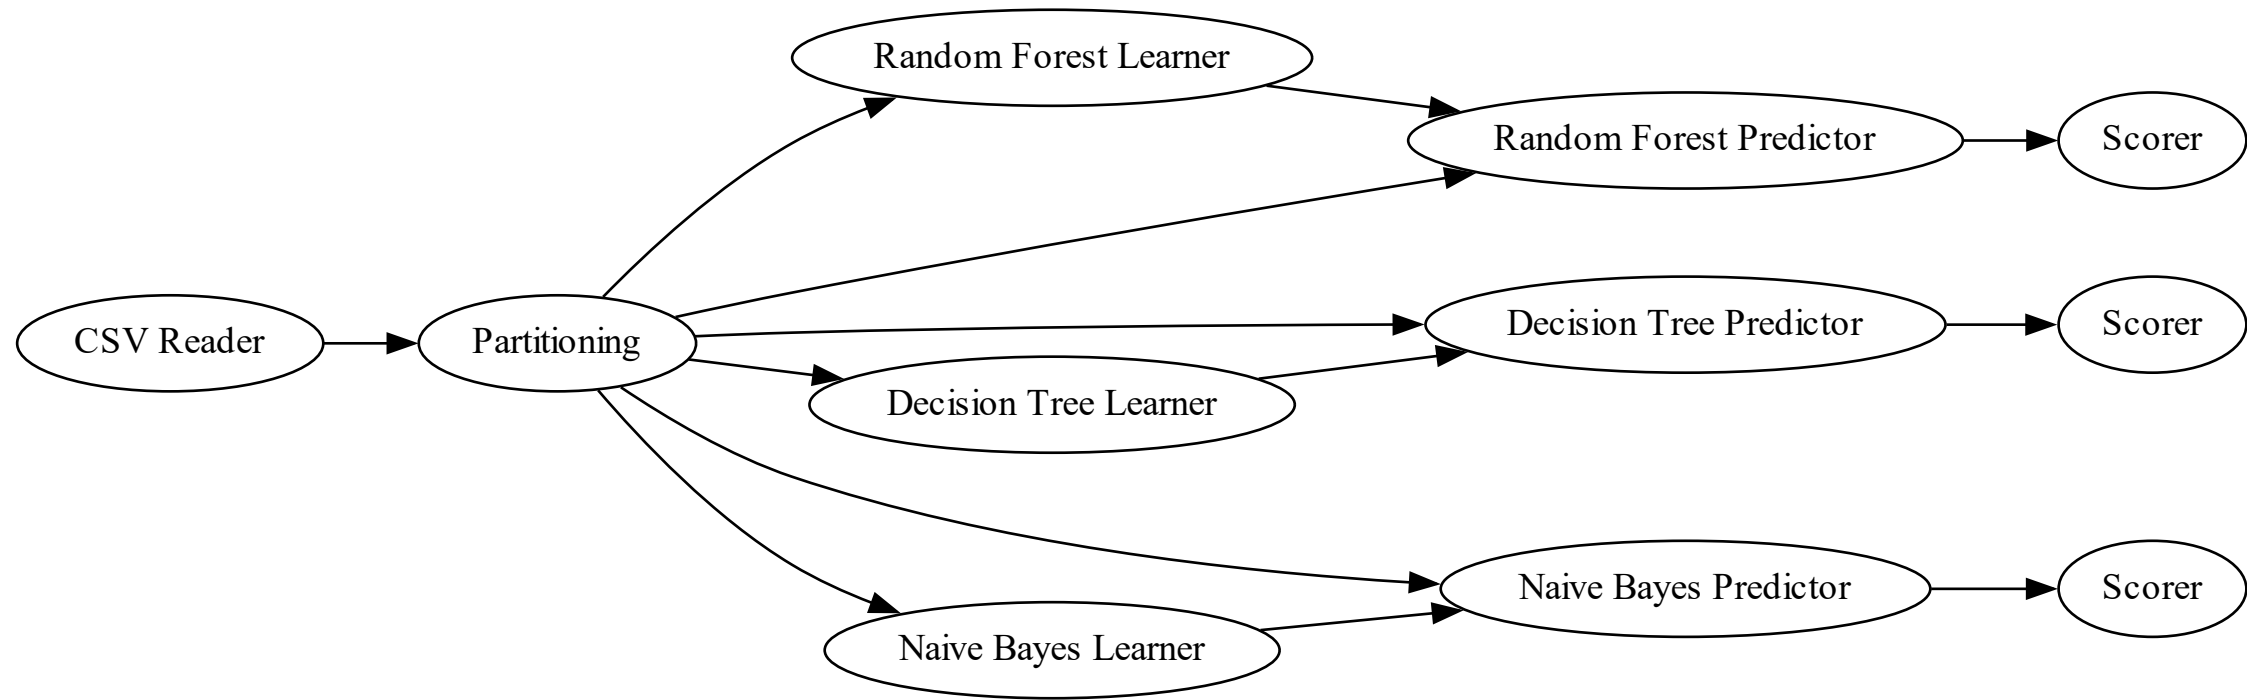 Random Forest Learner
Random Forest Predictor
Scorer
CSV Reader
Partitioning
Decision Tree Predictor
Scorer
Decision Tree Learner
Naive Bayes Predictor
Scorer
Naive Bayes Learner